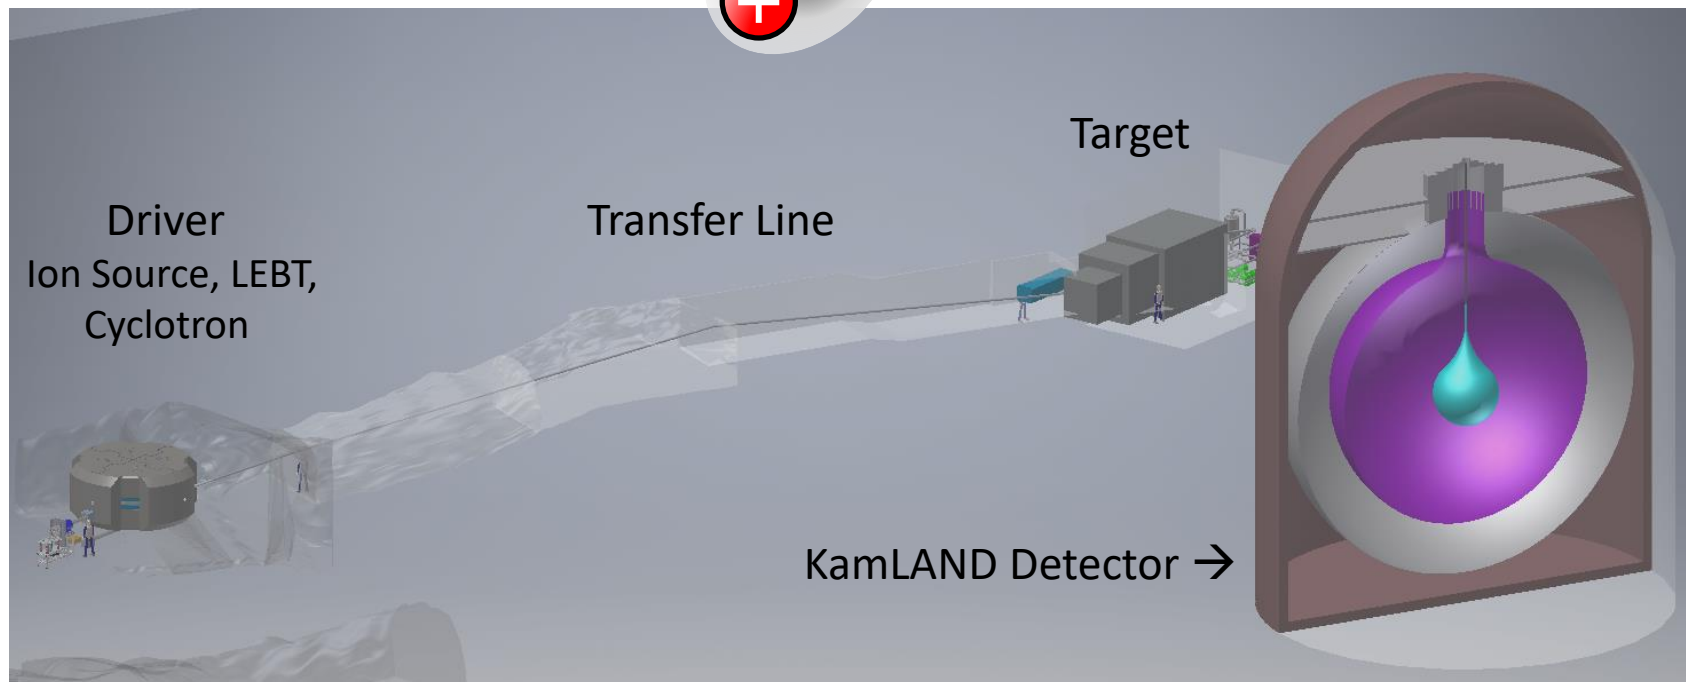 Target
Driver
Ion Source, LEBT,
Cyclotron
Transfer Line
KamLAND Detector →